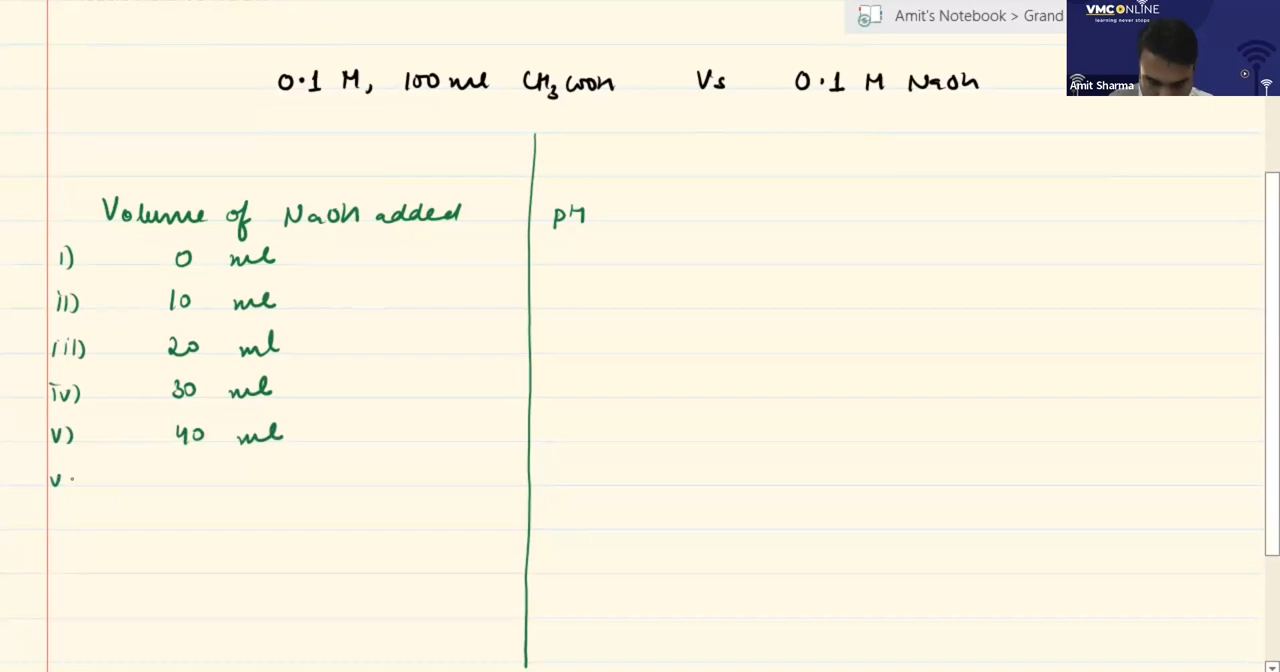 Amit's Notebook > Grand
VMC ONLINE
learning never stops
Amit Sharma
0.1 M, 100 ml CH3COOH Vs 0.1 M NaOH
Volume of NaOH added pH
i) 0 ml
ii) 10 ml
iii) 20 ml
iv) 30 ml
v) 40 ml
v